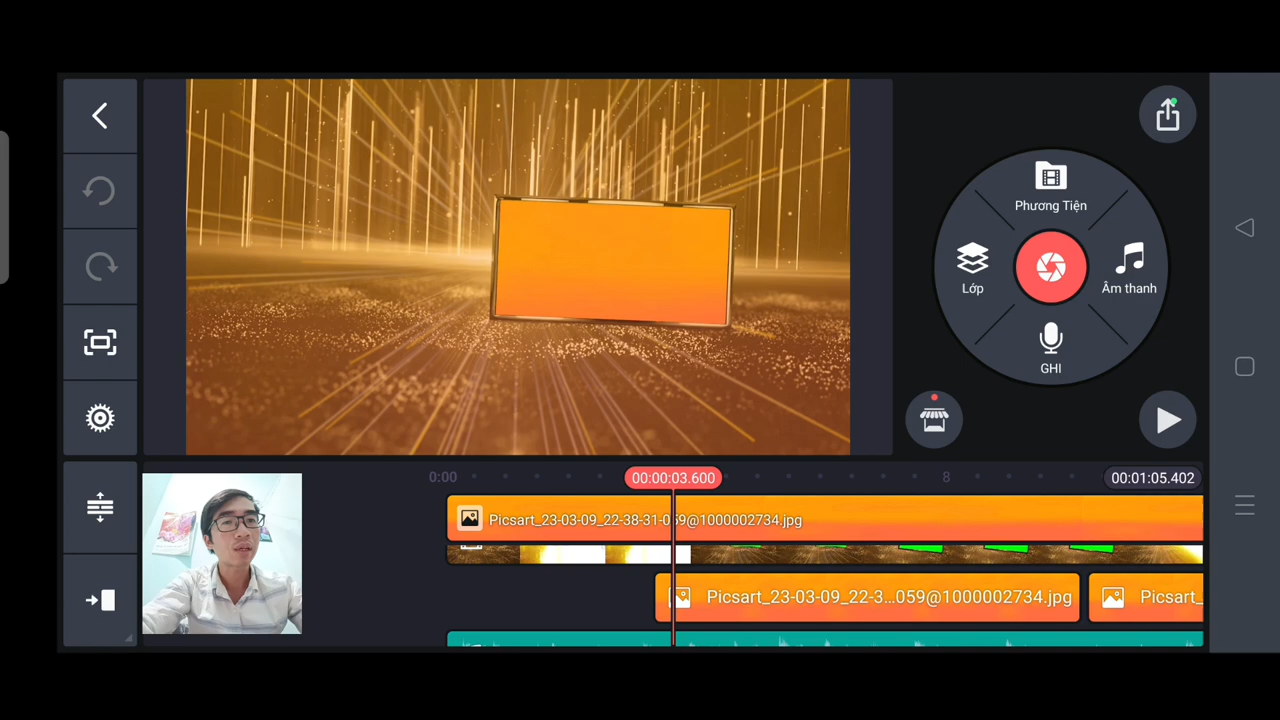 Phương Tiện
Lớp
Âm thanh
GHI
0:00
00:00:03.600
8
00:01:05.402
Picsart_23-03-09_22-38-31-059@1000002734.jpg
Picsart_23-03-09_22-3...059@1000002734.jpg
Picsart_